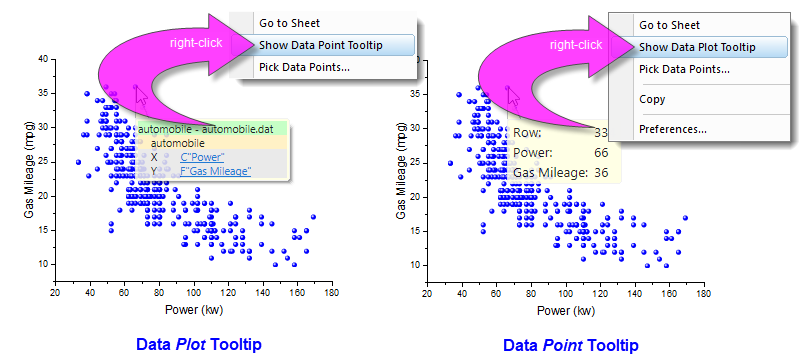 Go to Sheet
Show Data Point Tooltip
Pick Data Points...
right-click
automobile - automobile.dat
automobile
X C"Power"
Y F"Gas Mileage"
Gas Mileage (mpg)
40
35
30
25
20
15
10
20 40 60 80 100 120 140 160 180
Power (kw)
Data Plot Tooltip
Go to Sheet
Show Data Plot Tooltip
Pick Data Points...
Copy
Preferences...
right-click
Row: 33
Power: 66
Gas Mileage: 36
Gas Mileage (mpg)
40
35
30
25
20
15
10
20 40 60 80 100 120 140 160 180
Power (kw)
Data Point Tooltip